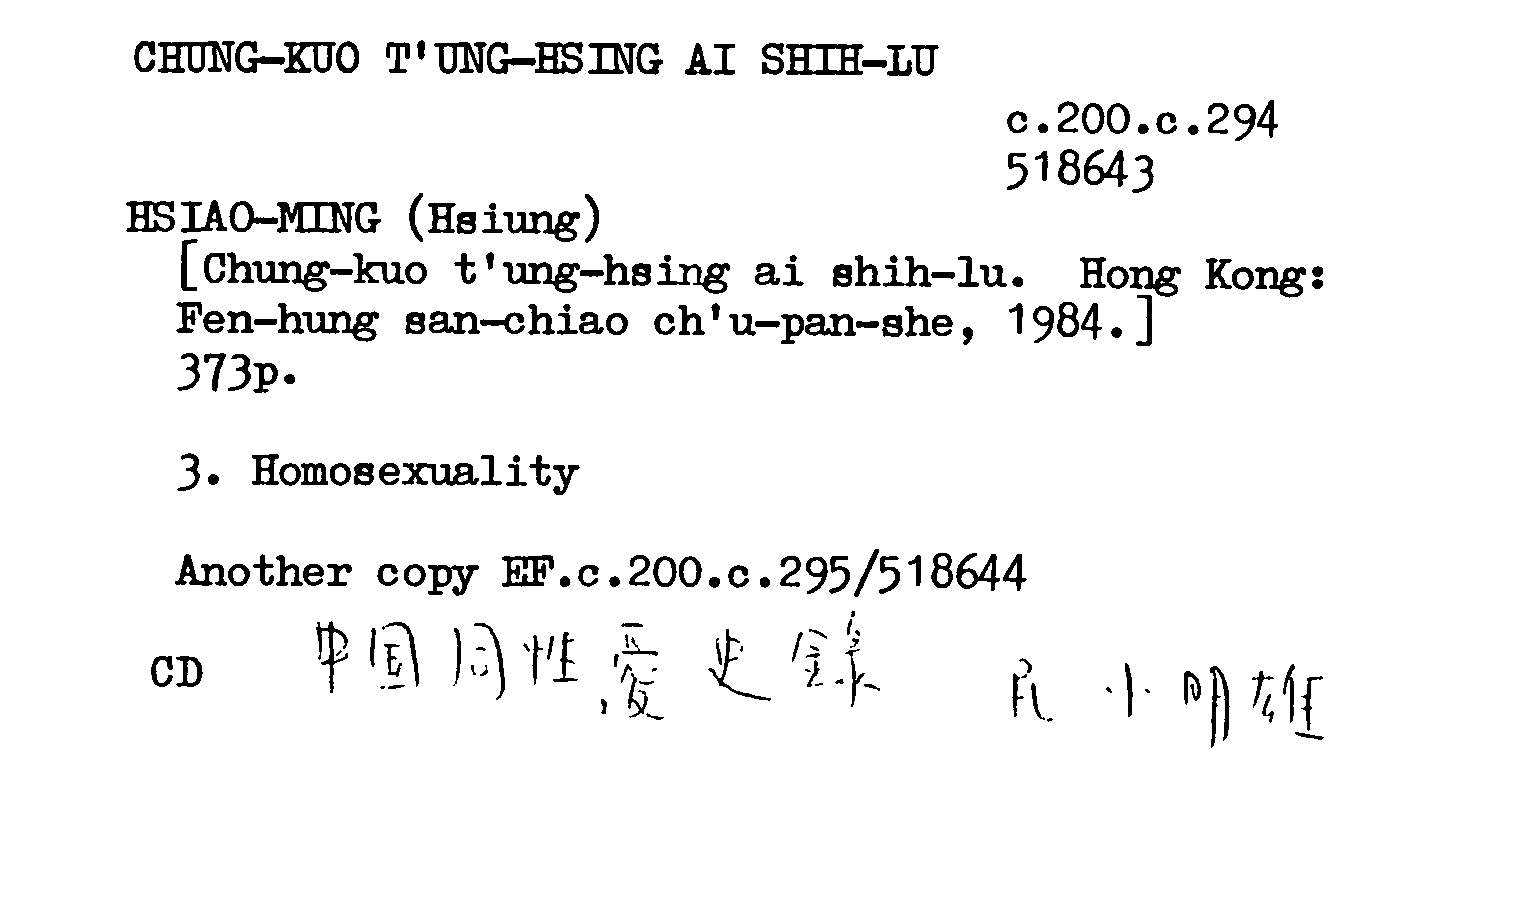 CHUNG-KUO T'UNG-HSING AI SHIH-LU
c.200.c.294
518643
HSIAO-MING (Hsiung)
[Chung-kuo t'ung-hsing ai shih-lu. Hong Kong:
Fen-hung san-chiao ch'u-pan-she, 1984.]
373p.
3. Homosexuality
Another copy EF.c.200.c.295/518644
CD 中国同性愛史錄 小明雄